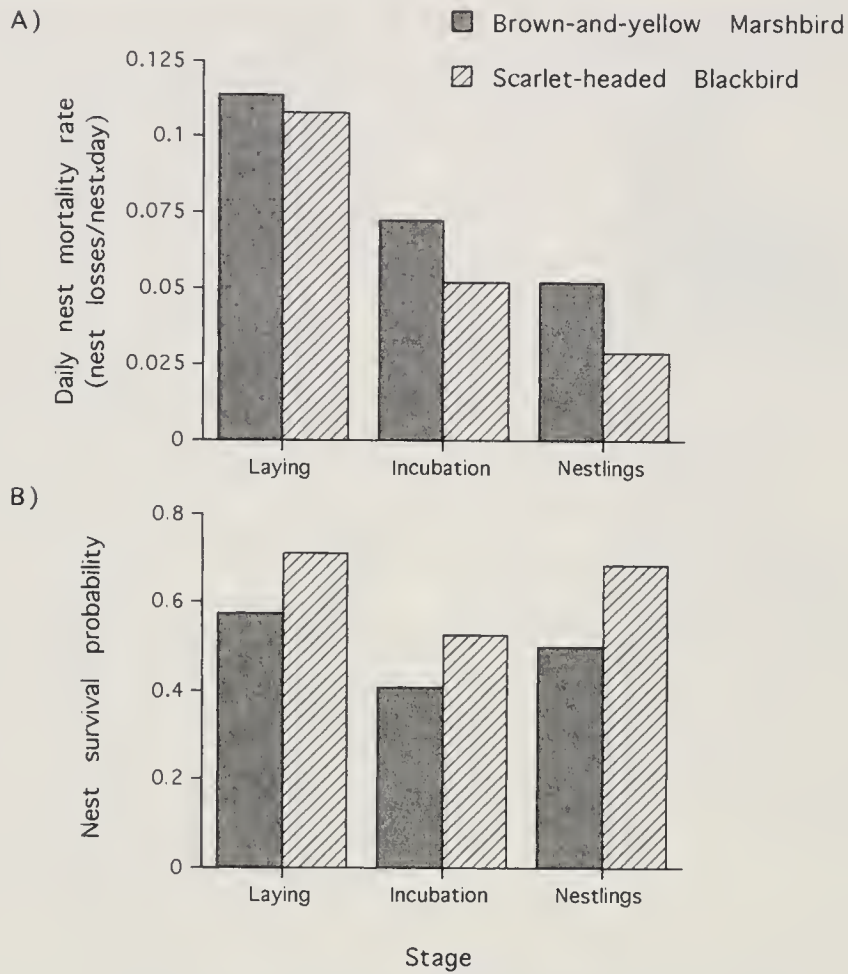 A)
Brown-and-yellow Marshbird
Scarlet-headed Blackbird
Daily nest mortality rate
(nest losses/nestxday)
0.125
0.1
0.075
0.05
0.025
0
Laying Incubation Nestlings
B)
Nest survival probability
0.8
0.6
0.4
0.2
0
Laying Incubation Nestlings
Stage